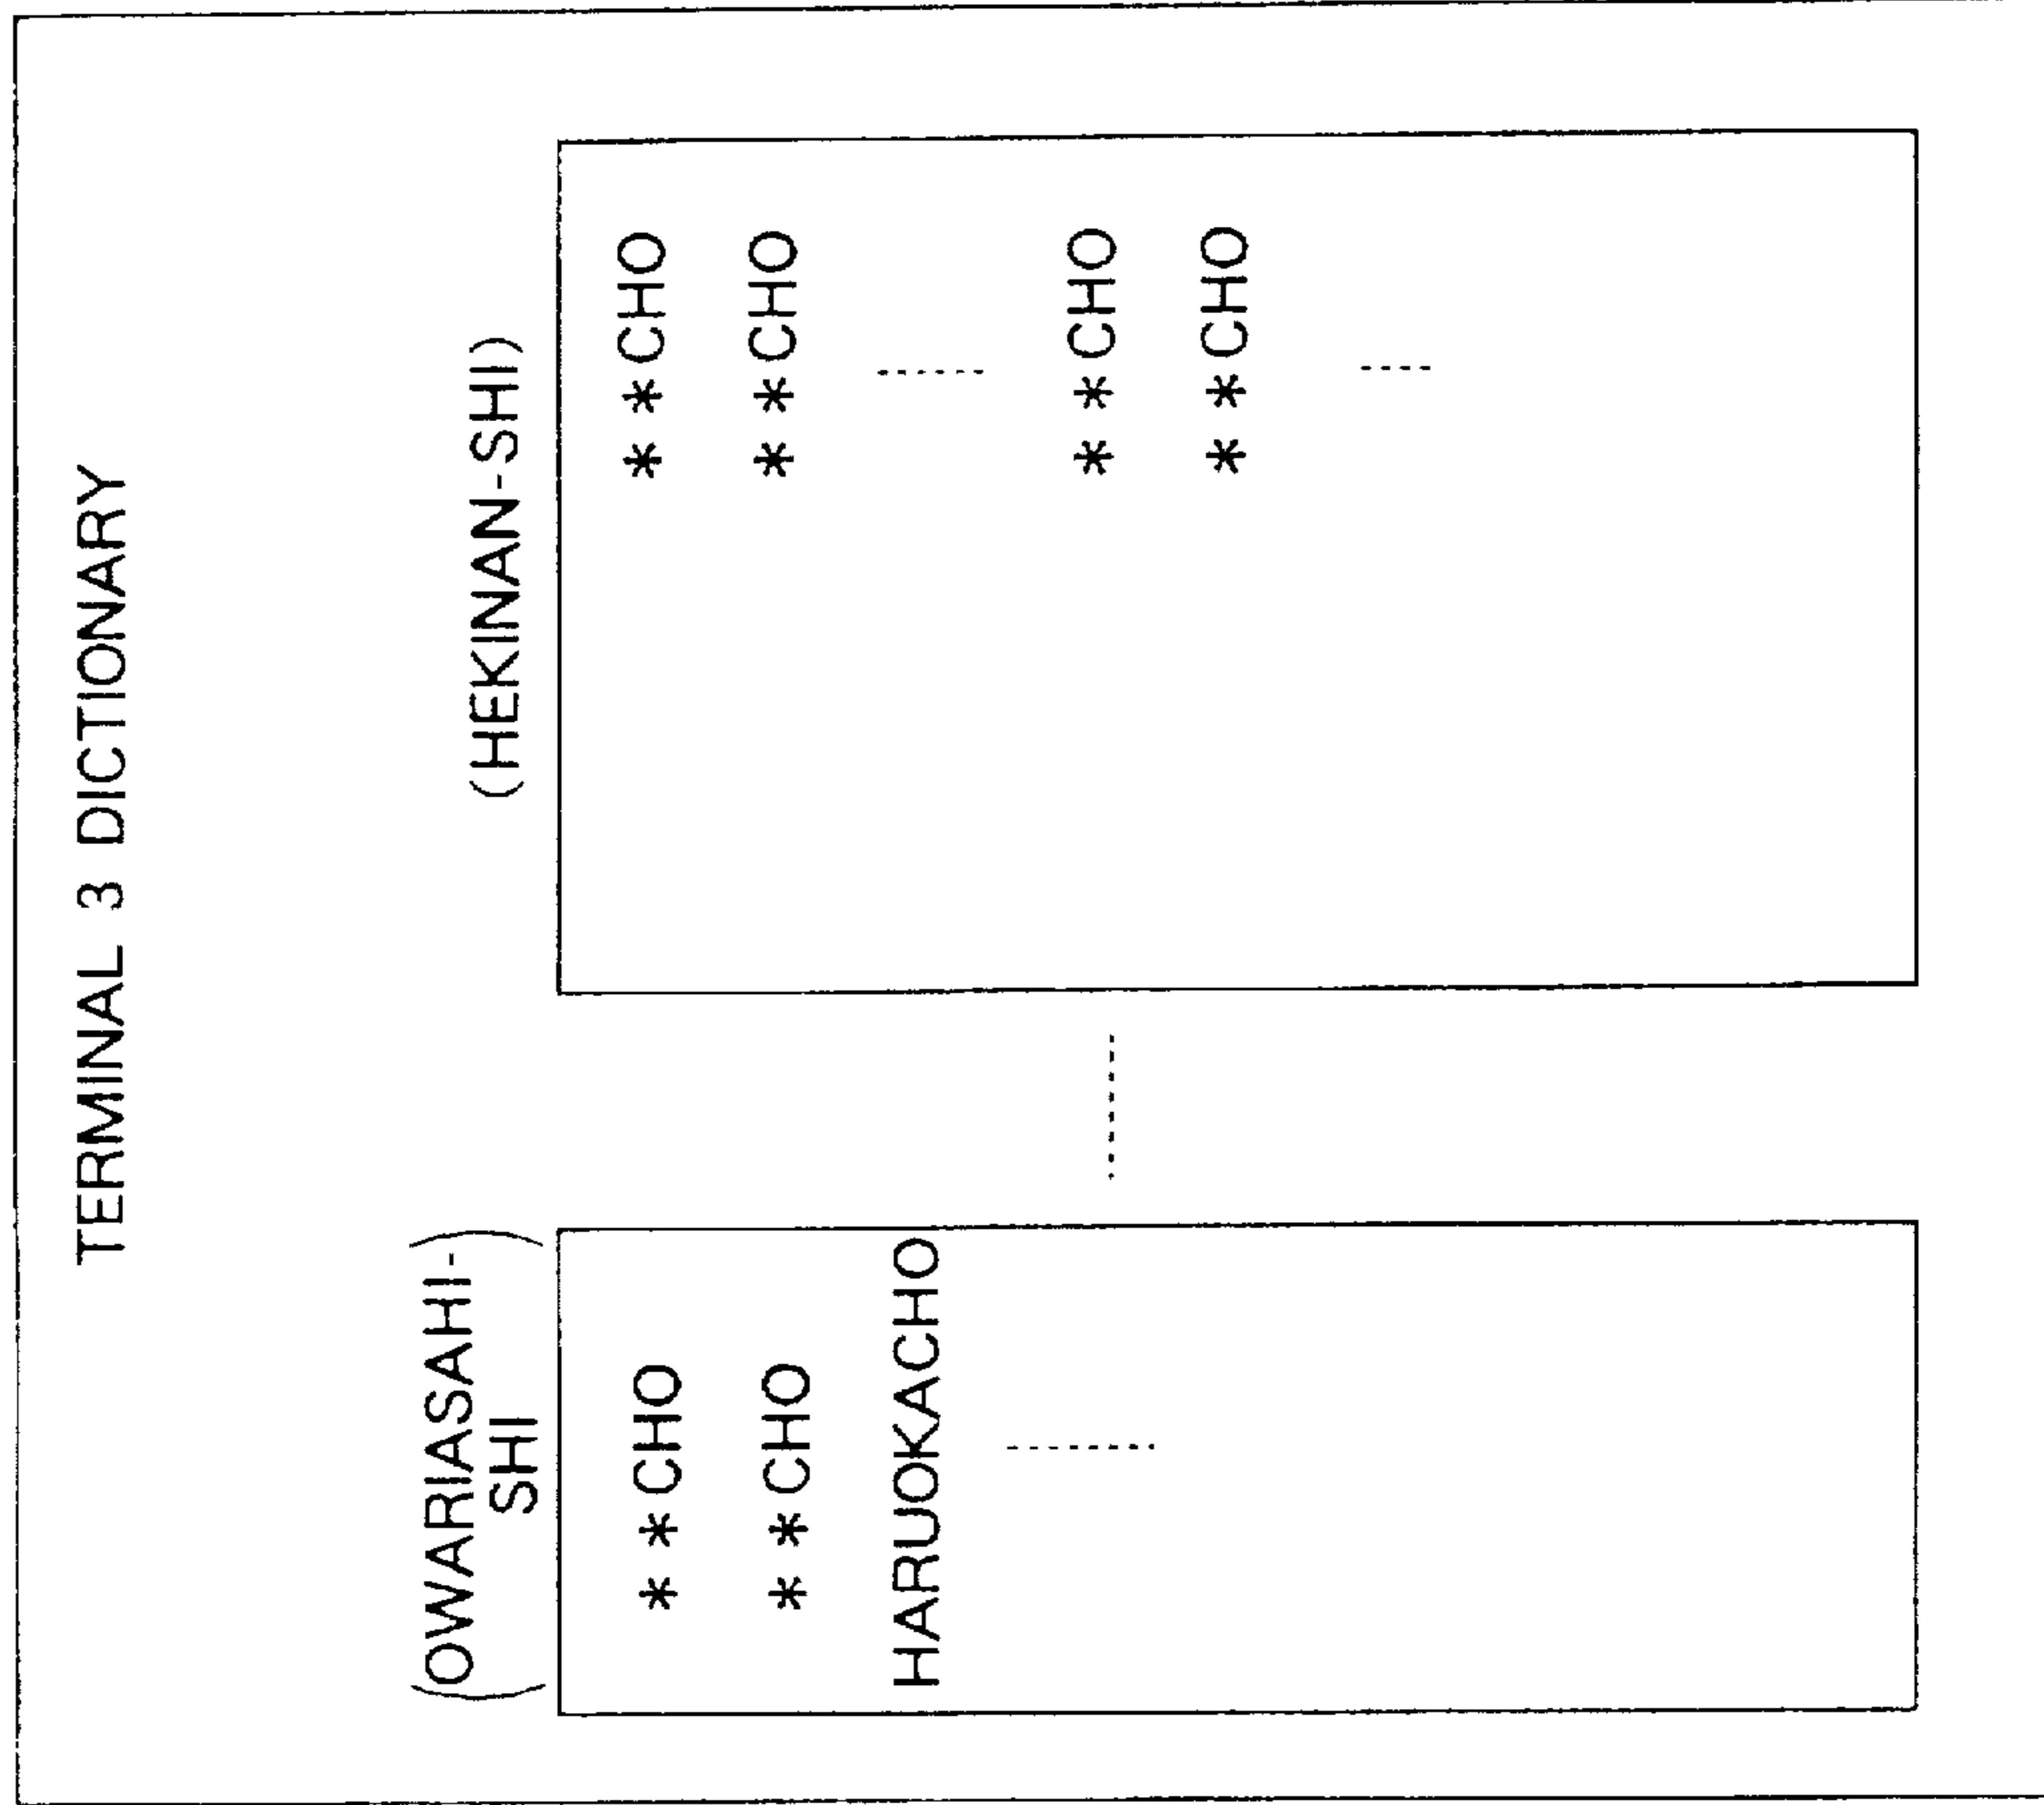 TERMINAL 3 DICTIONARY
(OWARIASAHI-
SHI)
**CHO
**CHO
HARUOKACHO
(HEKINAN-SHI)
**CHO
**CHO
**CHO
**CHO